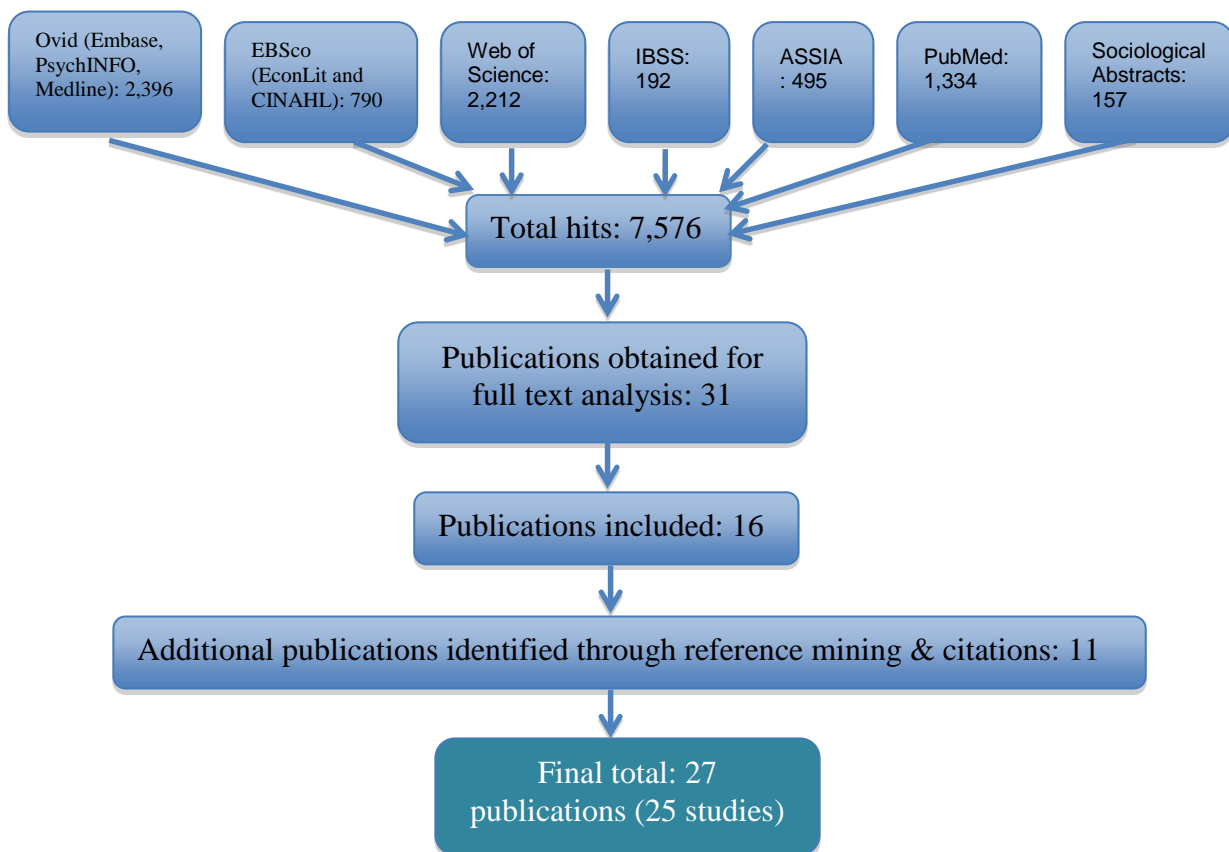 Ovid (Embase,
PsychINFO,
Medline): 2,396
EBSco
(EconLit and
CINAHL): 790
Web of
Science:
2,212
IBSS:
192
ASSIA
: 495
PubMed:
1,334
Sociological
Abstracts:
157
Total hits: 7,576
Publications obtained for
full text analysis: 31
Publications included: 16
Additional publications identified through reference mining & citations: 11
Final total: 27
publications (25 studies)